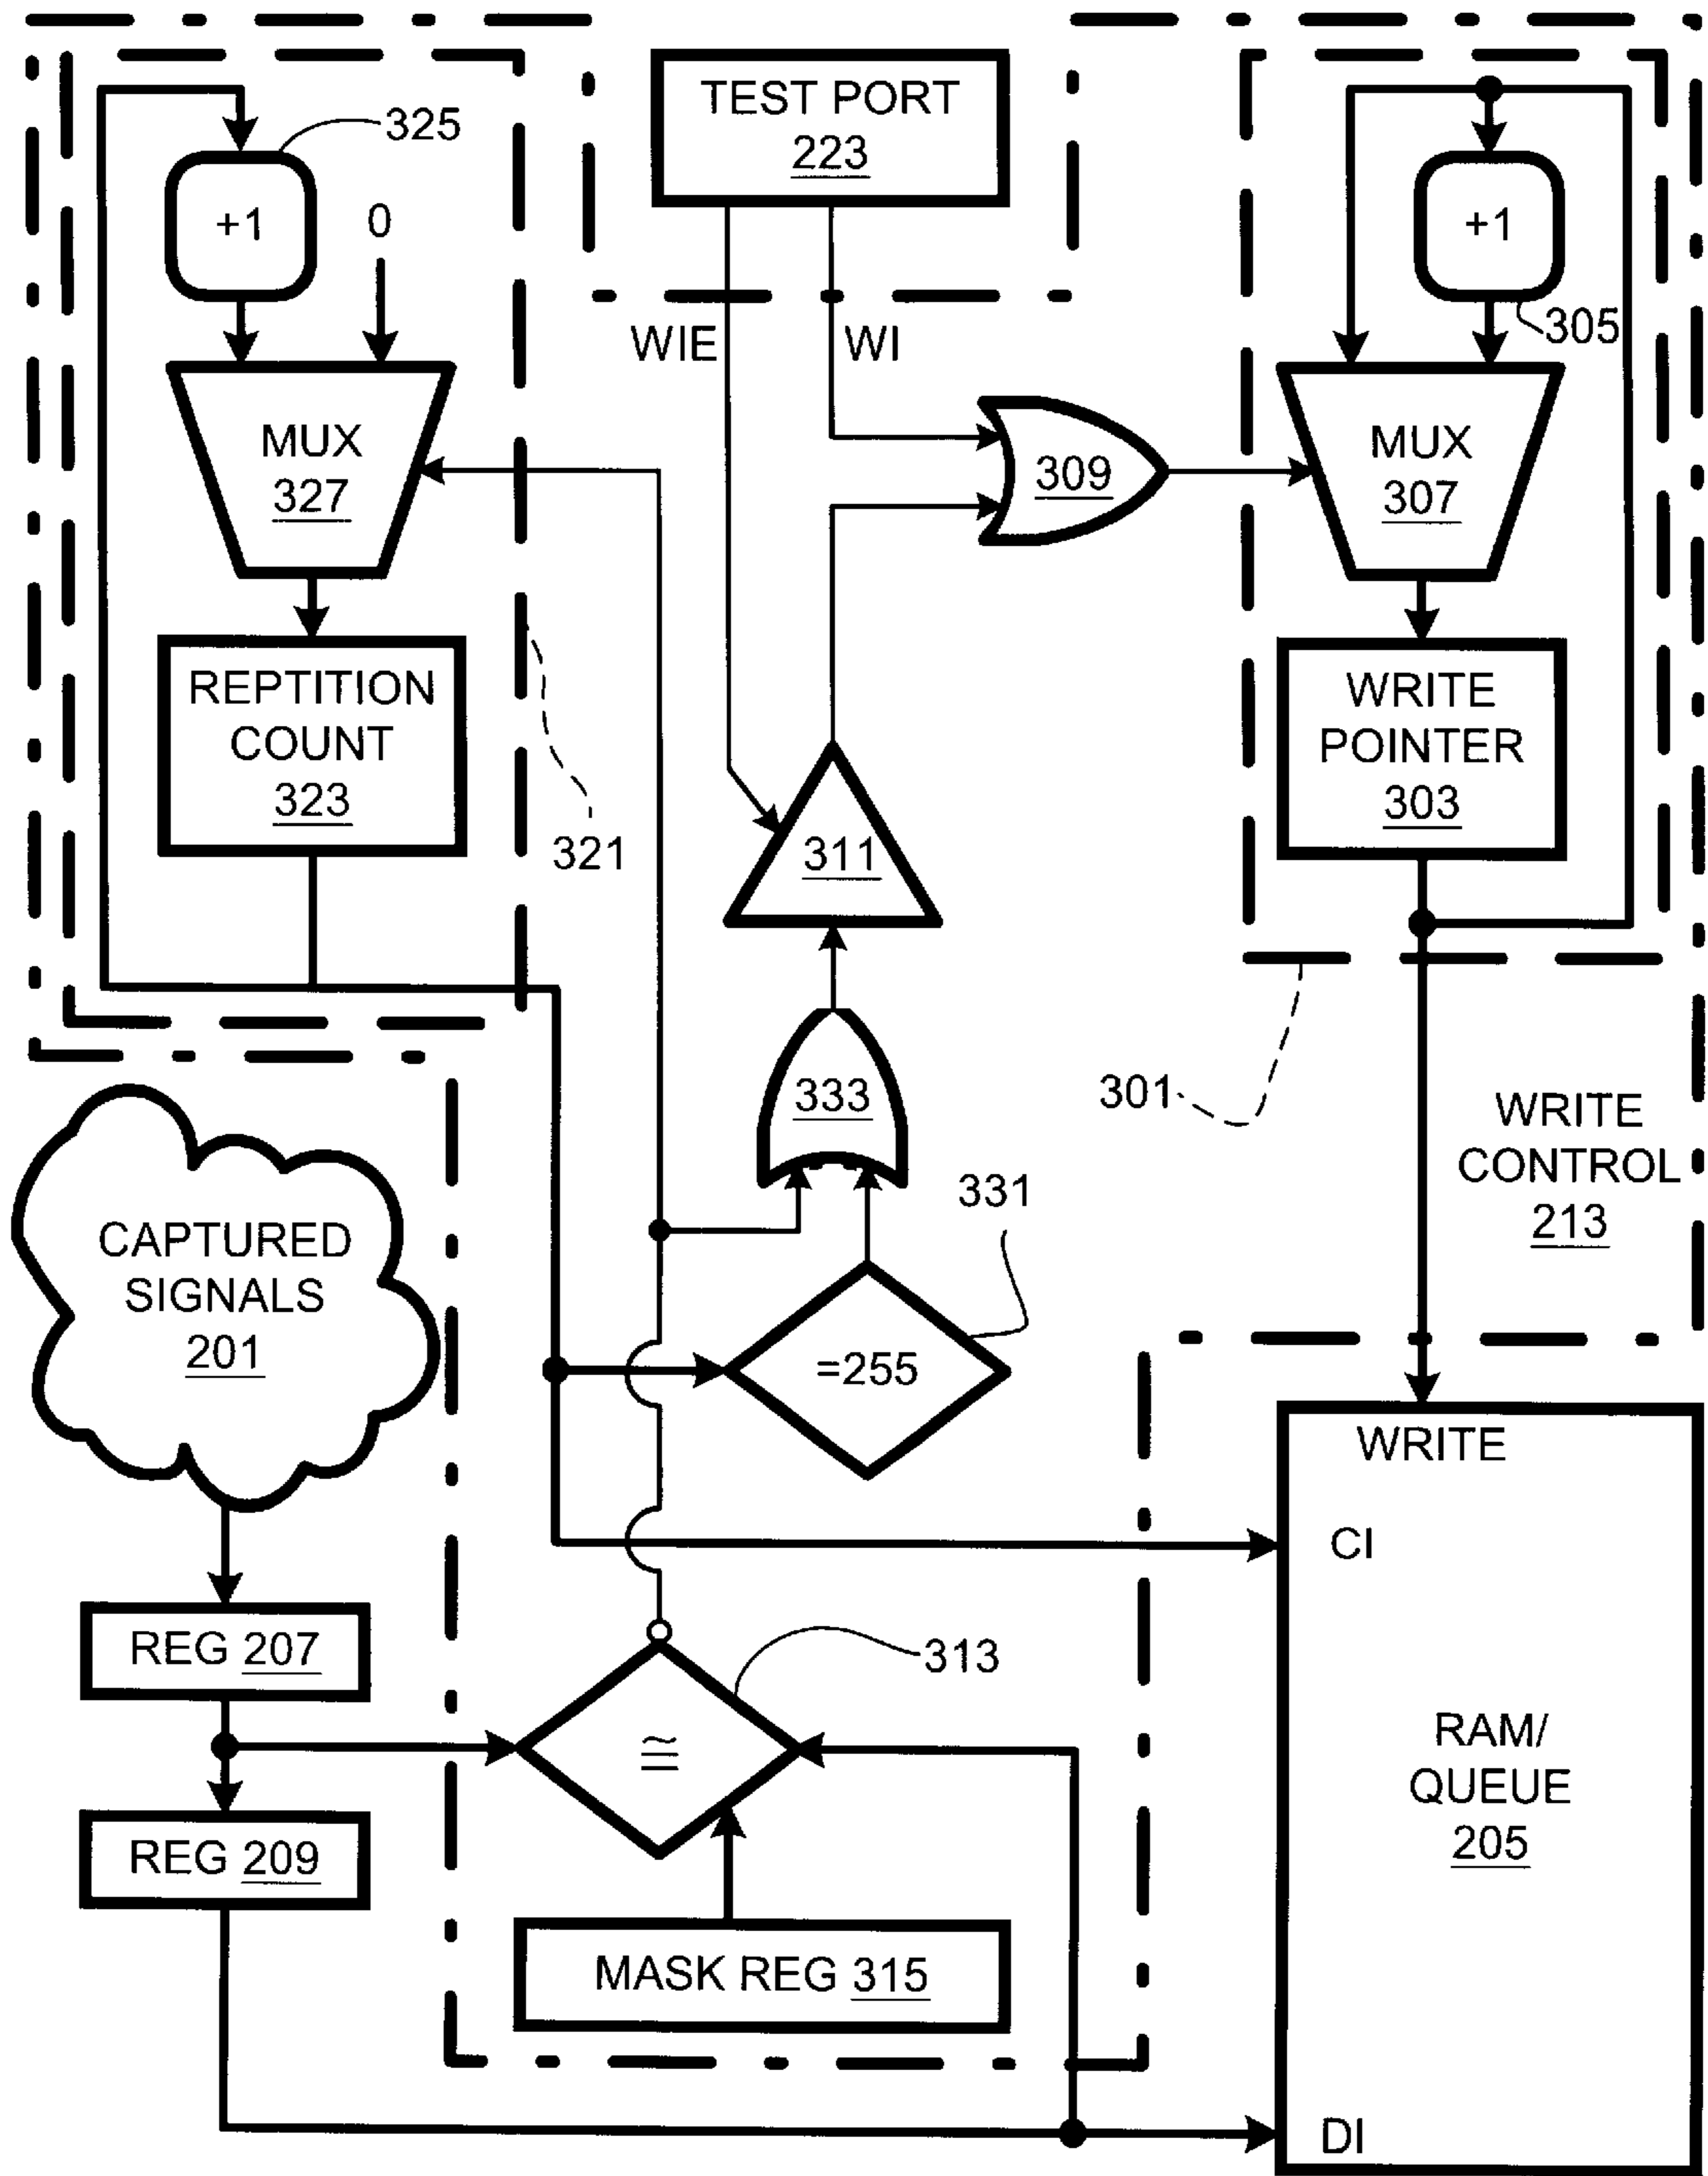 TEST PORT
223
325
+1
0
+1
305
WIE
WI
MUX
327
309
MUX
307
REPTITION
COUNT
323
WRITE
POINTER
303
321
311
333
301
WRITE
CONTROL
213
331
CAPTURED
SIGNALS
201
=255
WRITE
CI
REG 207
313
≅
RAM/
QUEUE
205
REG 209
MASK REG 315
DI